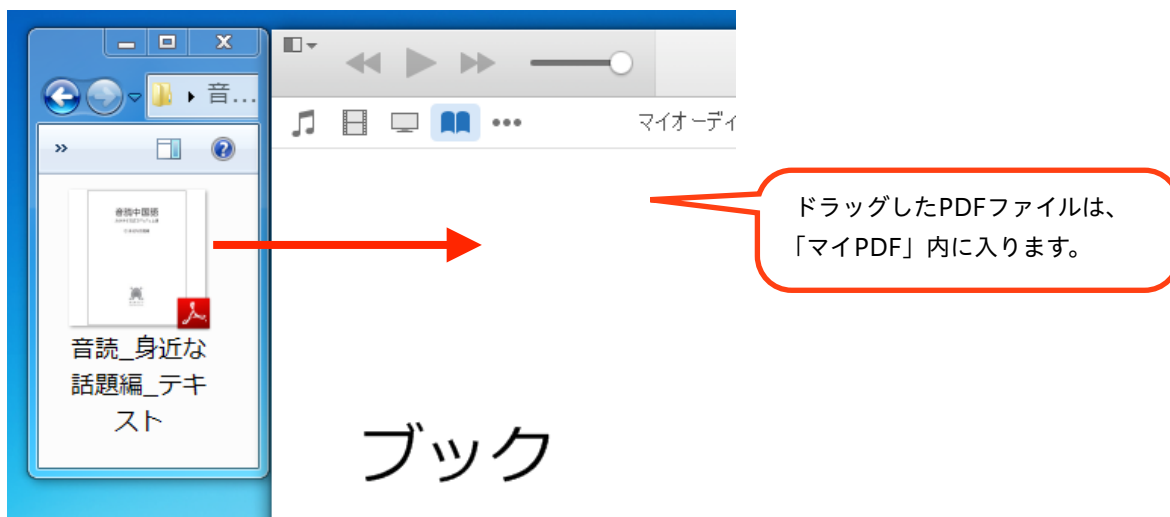 音...
マイオーディ
ドラッグしたPDFファイルは、
「マイPDF」内に入ります。
音読中国語
音読_身近な
話題編_テキ
スト
ブック